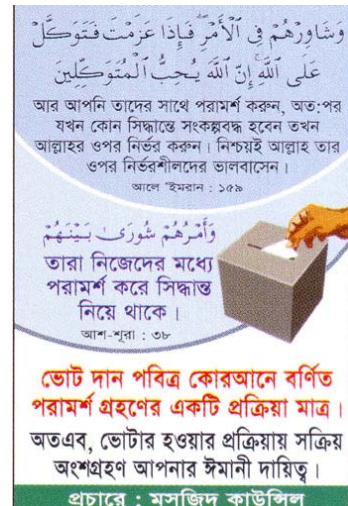 وَشَاوِرْهُمْ فِي الْأَمْرِ فَإِذَا عَزَمْتَ فَتَوَكَّلْ
عَلَى اللَّهِ إِنَّ اللَّهَ يُحِبُّ الْمُتَوَكِّلِينَ
আর আপনি তাদের সাথে পরামর্শ করুন, অত:পর
যখন কোন সিদ্ধান্তে সংকল্পবদ্ধ হবেন তখন
আল্লাহর ওপর নির্ভর করুন। নিশ্চয়ই আল্লাহ তার
ওপর নির্ভরশীলদের ভালবাসেন।
আলে 'ইমরান : ১৫৯
وَأَمْرُهُمْ شُورَىٰ بَيْنَهُمْ
তারা নিজেদের মধ্যে
পরামর্শ করে সিদ্ধান্ত
নিয়ে থাকে।
আশ-শূরা : ৩৮
ভোট দান পবিত্র কোরআনে বর্ণিত
পরামর্শ গ্রহণের একটি প্রক্রিয়া মাত্র।
অতএব, ভোটার হওয়ার প্রক্রিয়ায় সক্রিয়
অংশগ্রহণ আপনার ঈমানী দায়িত্ব।
প্রচারে : মসজিদ কাউন্সিল